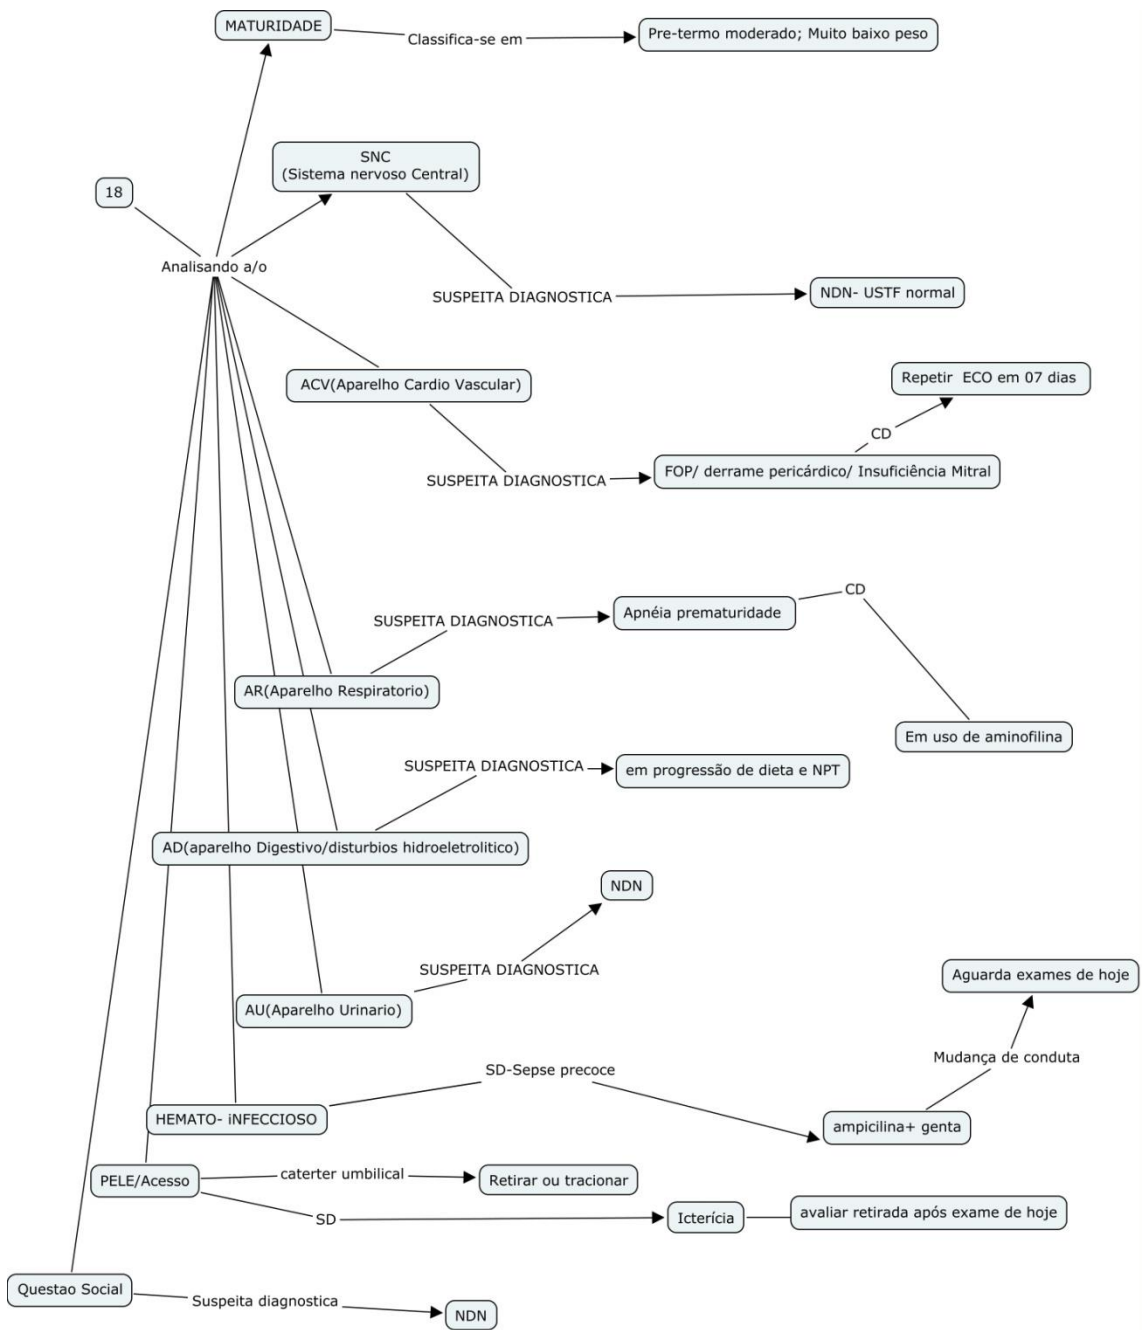 MATURIDADE
Classifica-se em
Pre-termo moderado; Muito baixo peso
18
Analisando a/o
SNC
(Sistema nervoso Central)
SUSPEITA DIAGNOSTICA
NDN- USTF normal
ACV(Aparelho Cardio Vascular)
SUSPEITA DIAGNOSTICA
FOP/ derrame pericárdico/ Insuficiência Mitral
CD
Repetir ECO em 07 dias
AR(Aparelho Respiratorio)
SUSPEITA DIAGNOSTICA
Apnéia prematuridade
CD
Em uso de aminofilina
AD(aparelho Digestivo/disturbios hidroeletrolitico)
SUSPEITA DIAGNOSTICA
em progressão de dieta e NPT
AU(Aparelho Urinario)
SUSPEITA DIAGNOSTICA
NDN
HEMATO- iNFECCIOSO
SD-Sepse precoce
ampicilina+ genta
Mudança de conduta
Aguarda exames de hoje
PELE/Acesso
caterter umbilical
Retirar ou tracionar
SD
Icterícia
avaliar retirada após exame de hoje
Questao Social
Suspeita diagnostica
NDN